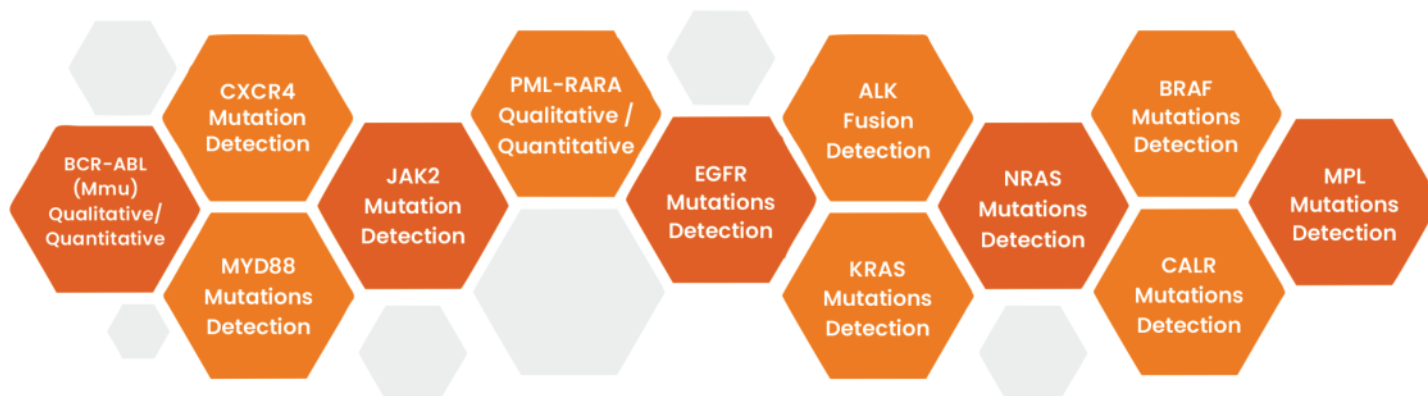 BCR-ABL
(Mmu)
Qualitative/
Quantitative
CXCR4
Mutation
Detection
MYD88
Mutations
Detection
JAK2
Mutation
Detection
PML-RARA
Qualitative /
Quantitative
EGFR
Mutations
Detection
ALK
Fusion
Detection
KRAS
Mutations
Detection
NRAS
Mutations
Detection
BRAF
Mutations
Detection
CALR
Mutations
Detection
MPL
Mutations
Detection